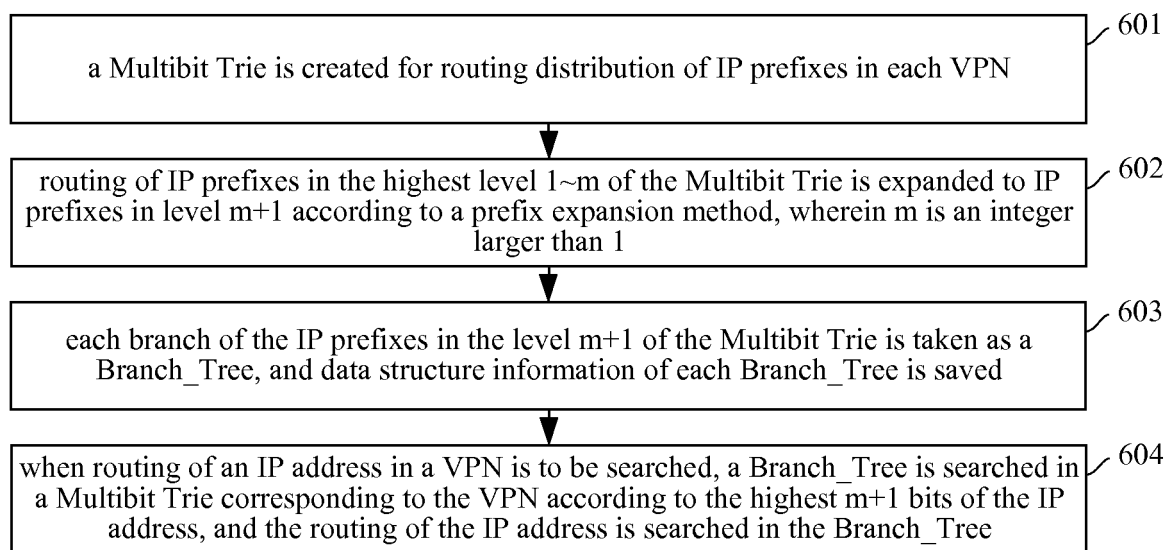 601
a Multibit Trie is created for routing distribution of IP prefixes in each VPN
602
routing of IP prefixes in the highest level 1~m of the Multibit Trie is expanded to IP
prefixes in level m+1 according to a prefix expansion method, wherein m is an integer
larger than 1
603
each branch of the IP prefixes in the level m+1 of the Multibit Trie is taken as a
Branch_Tree, and data structure information of each Branch_Tree is saved
604
when routing of an IP address in a VPN is to be searched, a Branch_Tree is searched in
a Multibit Trie corresponding to the VPN according to the highest m+1 bits of the IP
address, and the routing of the IP address is searched in the Branch_Tree